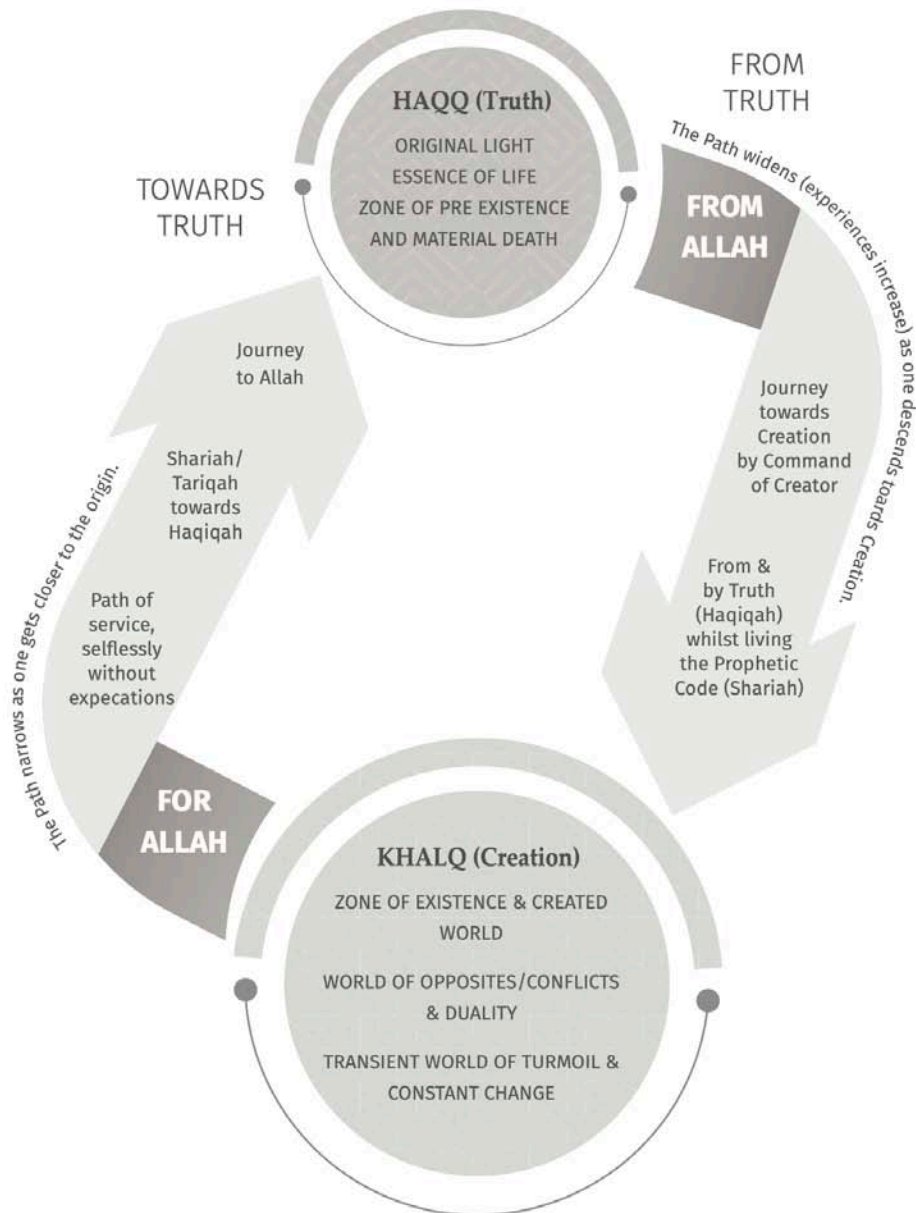 HAQQ (Truth)
ORIGINAL LIGHT
ESSENCE OF LIFE
ZONE OF PRE EXISTENCE
AND MATERIAL DEATH
FROM
TRUTH
The Path widens (experiences increase) as one descends toards Creation.
FROM
ALLAH
Journey
towards
Creation
by Command
of Creator
From &
by Truth
(Haqiqah)
whilst living
the Prophetic
Code (Shariah)
KHALQ (Creation)
ZONE OF EXISTENCE & CREATED
WORLD
WORLD OF OPPOSITES/CONFLICTS
& DUALITY
TRANSIENT WORLD OF TURMOIL &
CONSTANT CHANGE
FOR
ALLAH
The Path narrows as one gets closer to the origin.
Path of
service,
selflessly
without
expecations
Shariah/
Tariqah
towards
Haqiqah
Journey
to Allah
TOWARDS
TRUTH